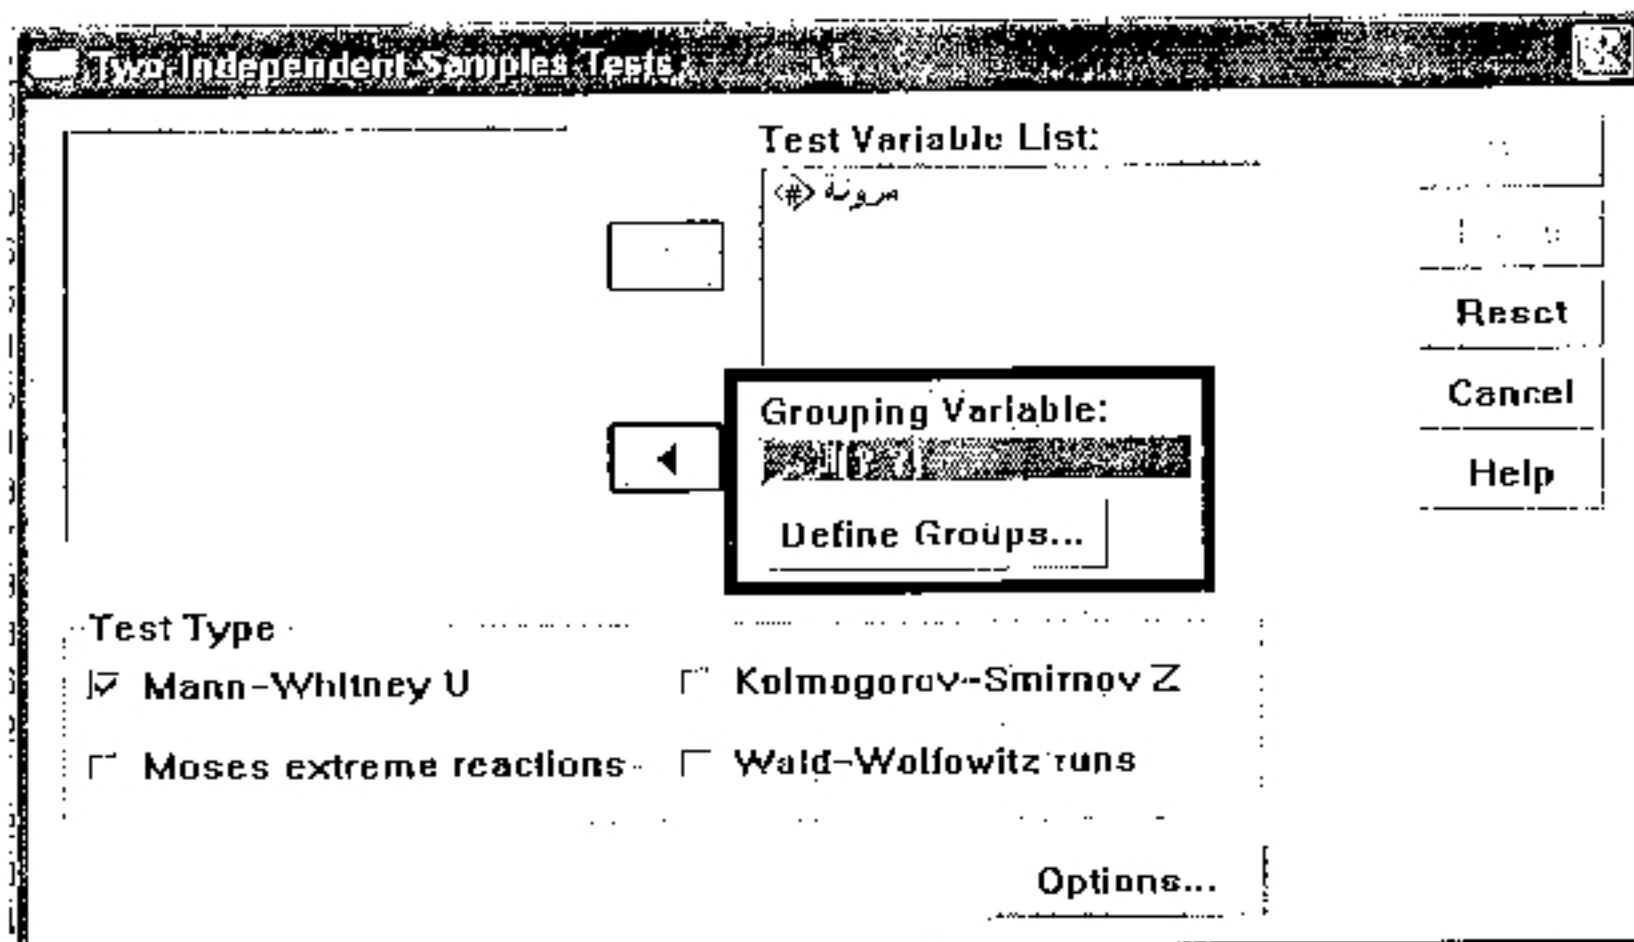 Two-Independent-Samples Tests
Test Variable List:
مرونة
Reset
Grouping Variable:
Cancel
Help
Define Groups...
Test Type
Mann-Whitney U
Kolmogorov-Smirnov Z
Moses extreme reactions
Wald-Wolfowitz runs
Options...